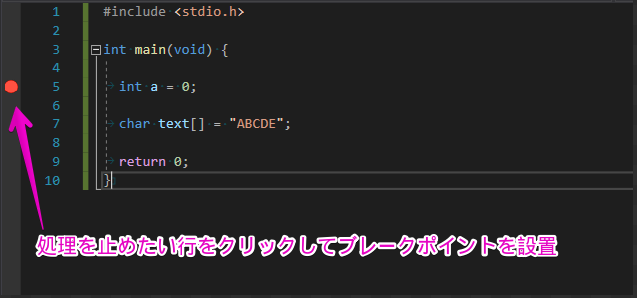 1 #include <stdio.h>
2
3 int main(void) {
4
5 int a = 0;
6
7 char text[] = "ABCDE";
8
9 return 0;
10 }
処理を止めたい行をクリックしてブレークポイントを設置